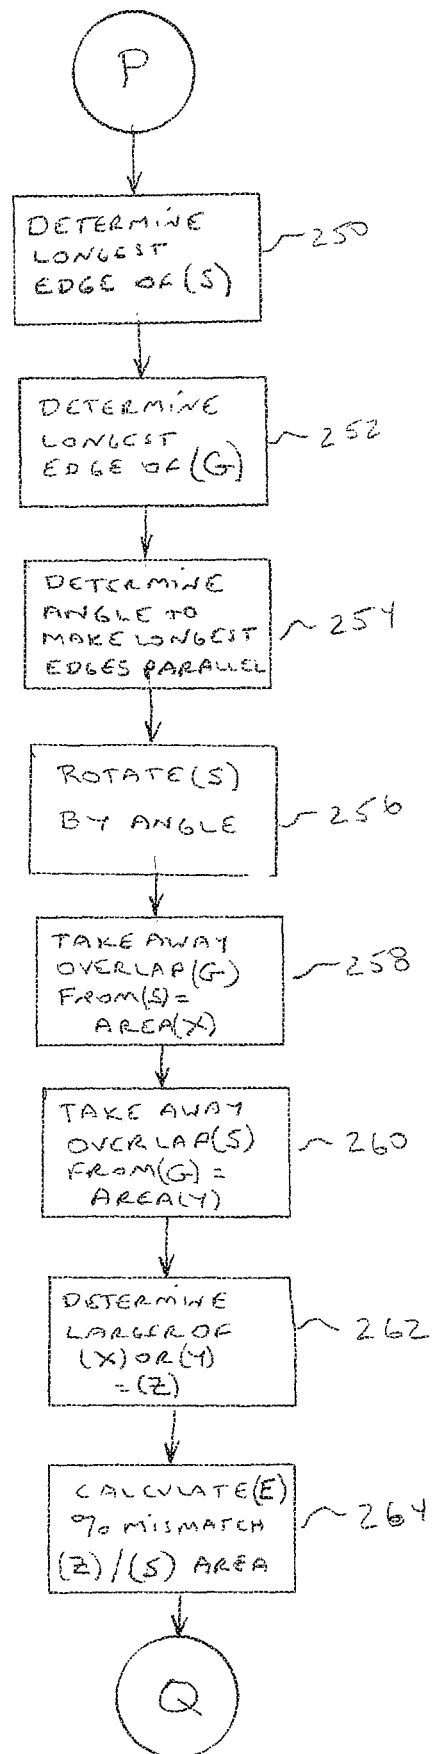 P
DETERMINE
LONGEST
EDGE OF (S)
250
DETERMINE
LONGEST
EDGE OF (G)
252
DETERMINE
ANGLE TO
MAKE LONGEST
EDGES PARALLEL
254
ROTATE (S)
BY ANGLE
256
TAKE AWAY
OVERLAP (G)
FROM (S) =
AREA (X)
258
TAKE AWAY
OVERLAP (S)
FROM (G) =
AREA (Y)
260
DETERMINE
LARGER OF
(X) OR (Y)
= (Z)
262
CALCULATE (E)
% MISMATCH
(Z) / (S) AREA
264
Q